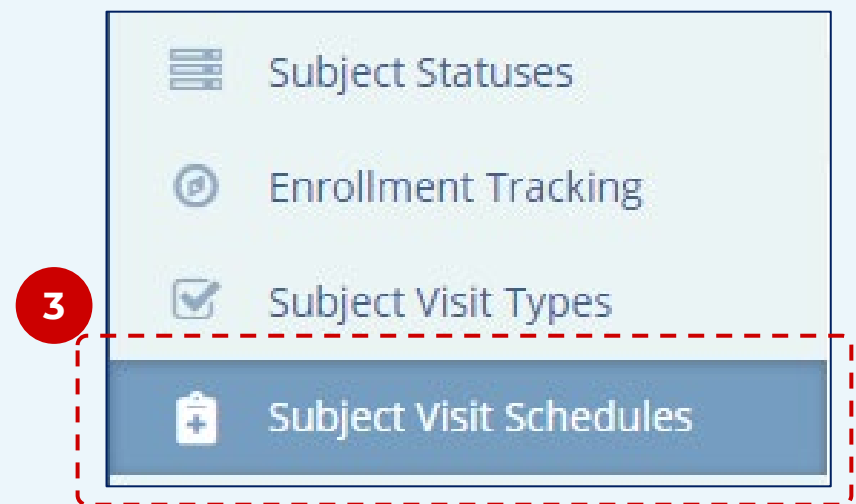 Subject Statuses
Enrollment Tracking
3
Subject Visit Types
Subject Visit Schedules